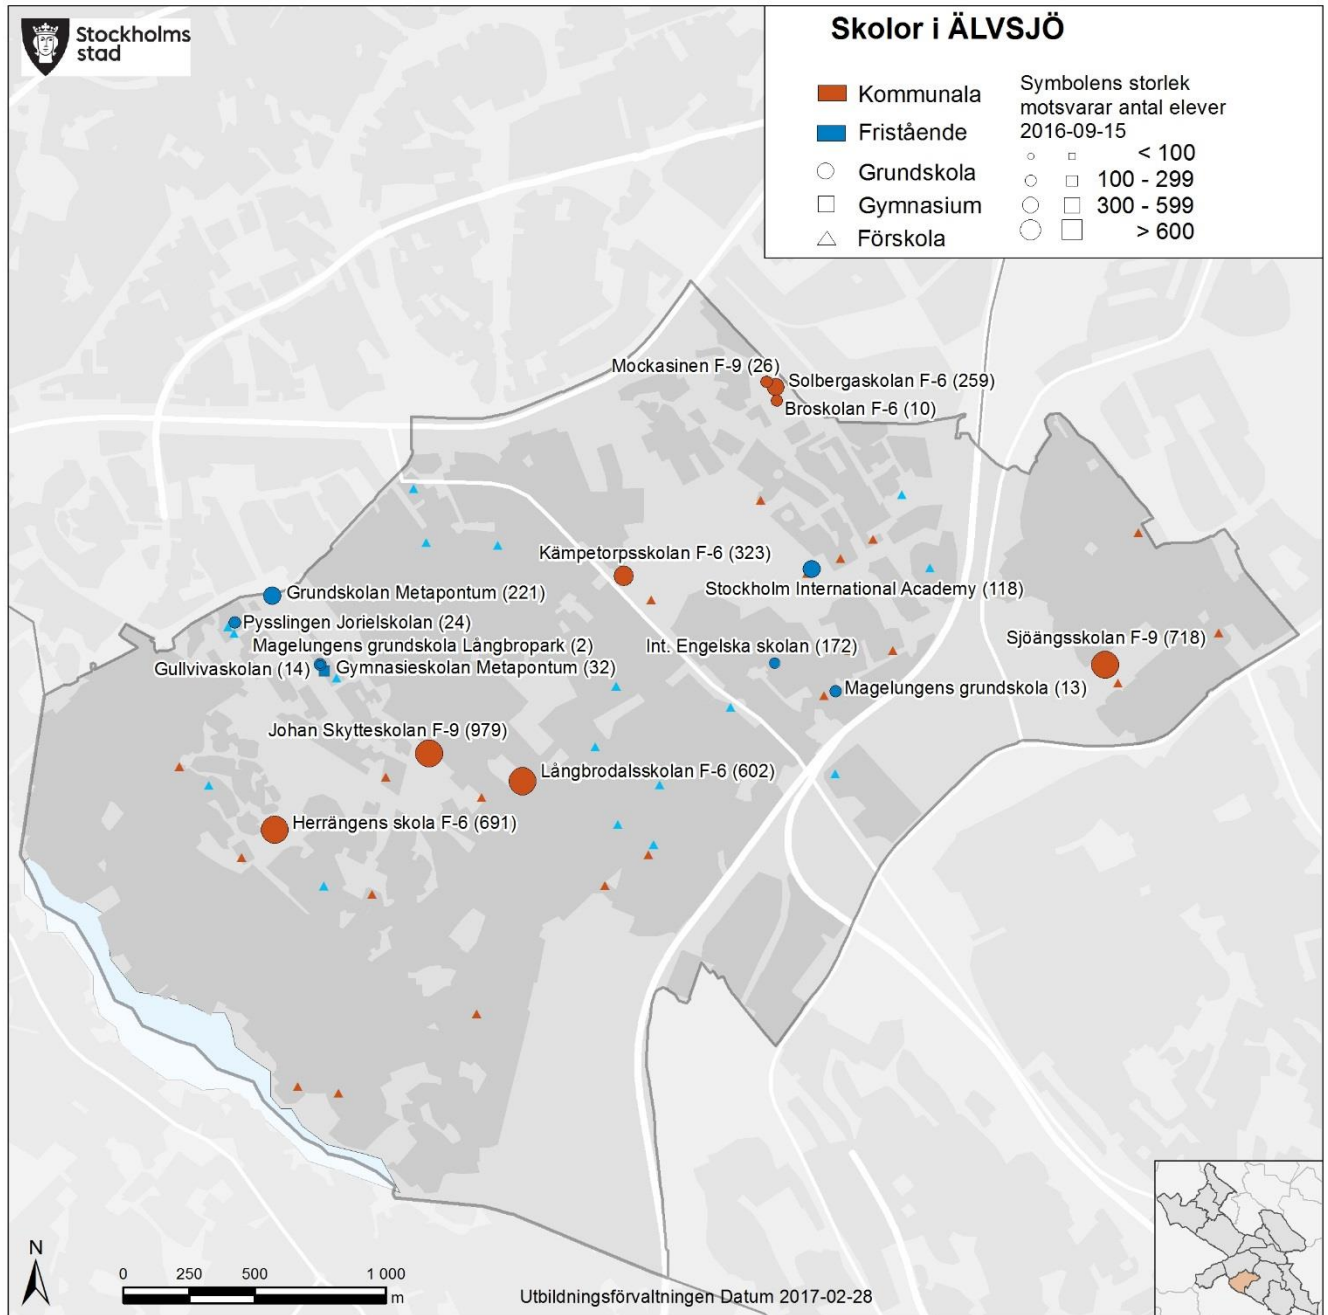 Stockholms
stad
Skolor i ÄLVSJÖ
Kommunala
Fristående
Grundskola
Gymnasium
Förskola
Symbolens storlek
motsvarar antal elever
2016-09-15
< 100
100 - 299
300 - 599
> 600
Mockasinen F-9 (26)
Solbergaskolan F-6 (259)
Broskolan F-6 (10)
Kämpetorpsskolan F-6 (323)
Stockholm International Academy (118)
Grundskolan Metapontum (221)
Pysslingen Jorielskolan (24)
Magelungens grundskola Långbropark (2)
Gullvivaskolan (14)
Gymnasieskolan Metapontum (32)
Int. Engelska skolan (172)
Sjöängsskolan F-9 (718)
Magelungens grundskola (13)
Johan Skytteskolan F-9 (979)
Långbrodalsskolan F-6 (602)
Herrängens skola F-6 (691)
N
0 250 500 1 000
m
Utbildningsförvaltningen Datum 2017-02-28